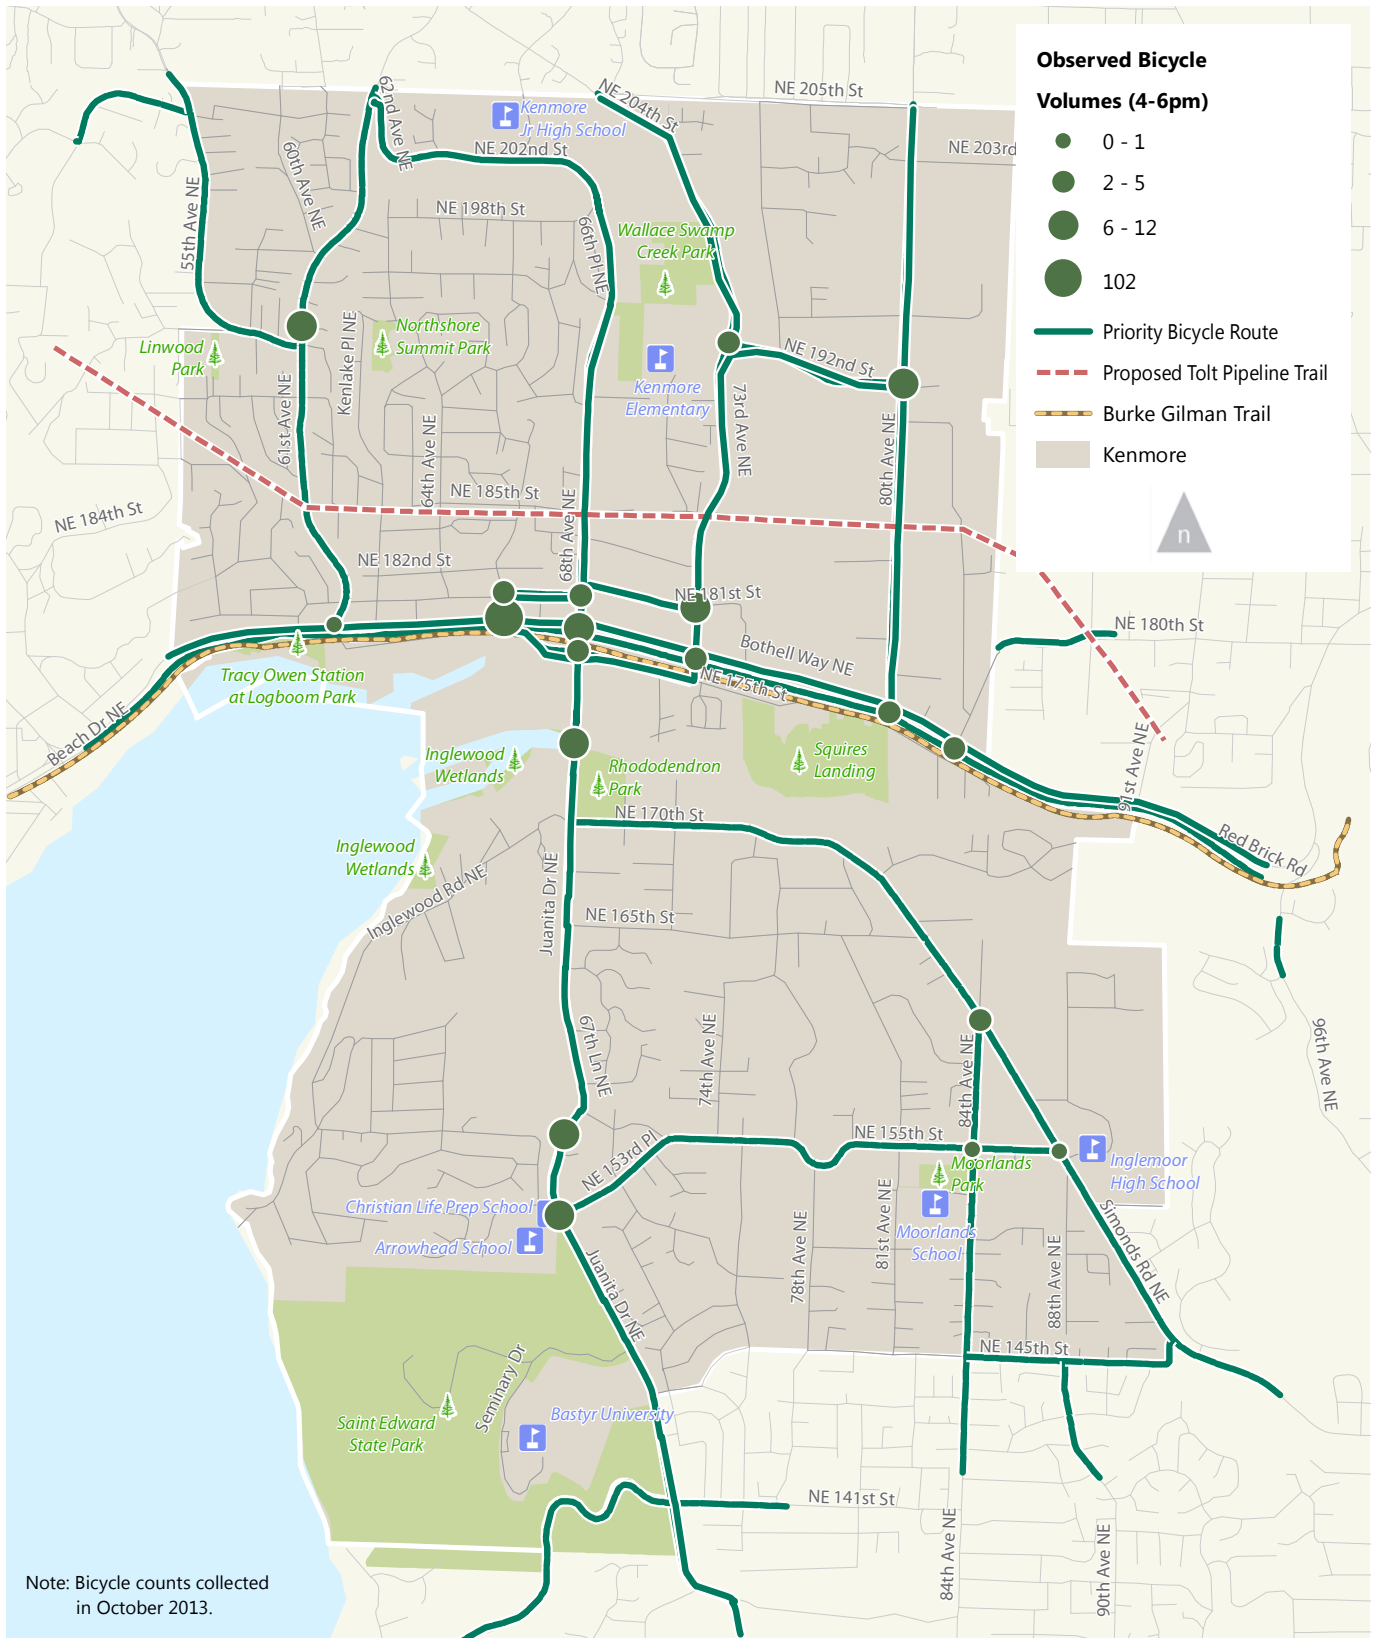 Observed Bicycle
Volumes (4-6pm)
0 - 1
2 - 5
6 - 12
102
Priority Bicycle Route
Proposed Tolt Pipeline Trail
Burke Gilman Trail
Kenmore
n
NE 205th St
NE 204th St
62nd Ave NE
Kenmore
Jr High School
NE 203rd
NE 202nd St
60th Ave NE
55th Ave NE
NE 198th St
66th Pl NE
Wallace Swamp
Creek Park
Northshore
Summit Park
Linwood
Park
Kenlake Pl NE
NE 192nd St
Kenmore
Elementary
61st Ave NE
64th Ave NE
73rd Ave NE
80th Ave NE
NE 185th St
NE 184th St
68th Ave NE
NE 182nd St
NE 181st St
NE 180th St
Bothell Way NE
NE 175th St
Tracy Owen Station
at Logboom Park
Beach Dr NE
91st Ave NE
Inglewood
Wetlands
Squires
Landing
Rhododendron
Park
NE 170th St
Red Brick Rd
Inglewood
Wetlands
Inglewood Rd NE
Juanita Dr NE
NE 165th St
67th Ln NE
74th Ave NE
84th Ave NE
96th Ave NE
NE 155th St
NE 153rd Pl
Moorlands
Park
Inglemoor
High School
Christian Life Prep School
Arrowhead School
Moorlands
School
81st Ave NE
78th Ave NE
88th Ave NE
Simonds Rd NE
Juanita Dr NE
NE 145th St
Seminary Dr
Saint Edward
State Park
Bastyr University
NE 141st St
84th Ave NE
90th Ave NE
Note: Bicycle counts collected
in October 2013.